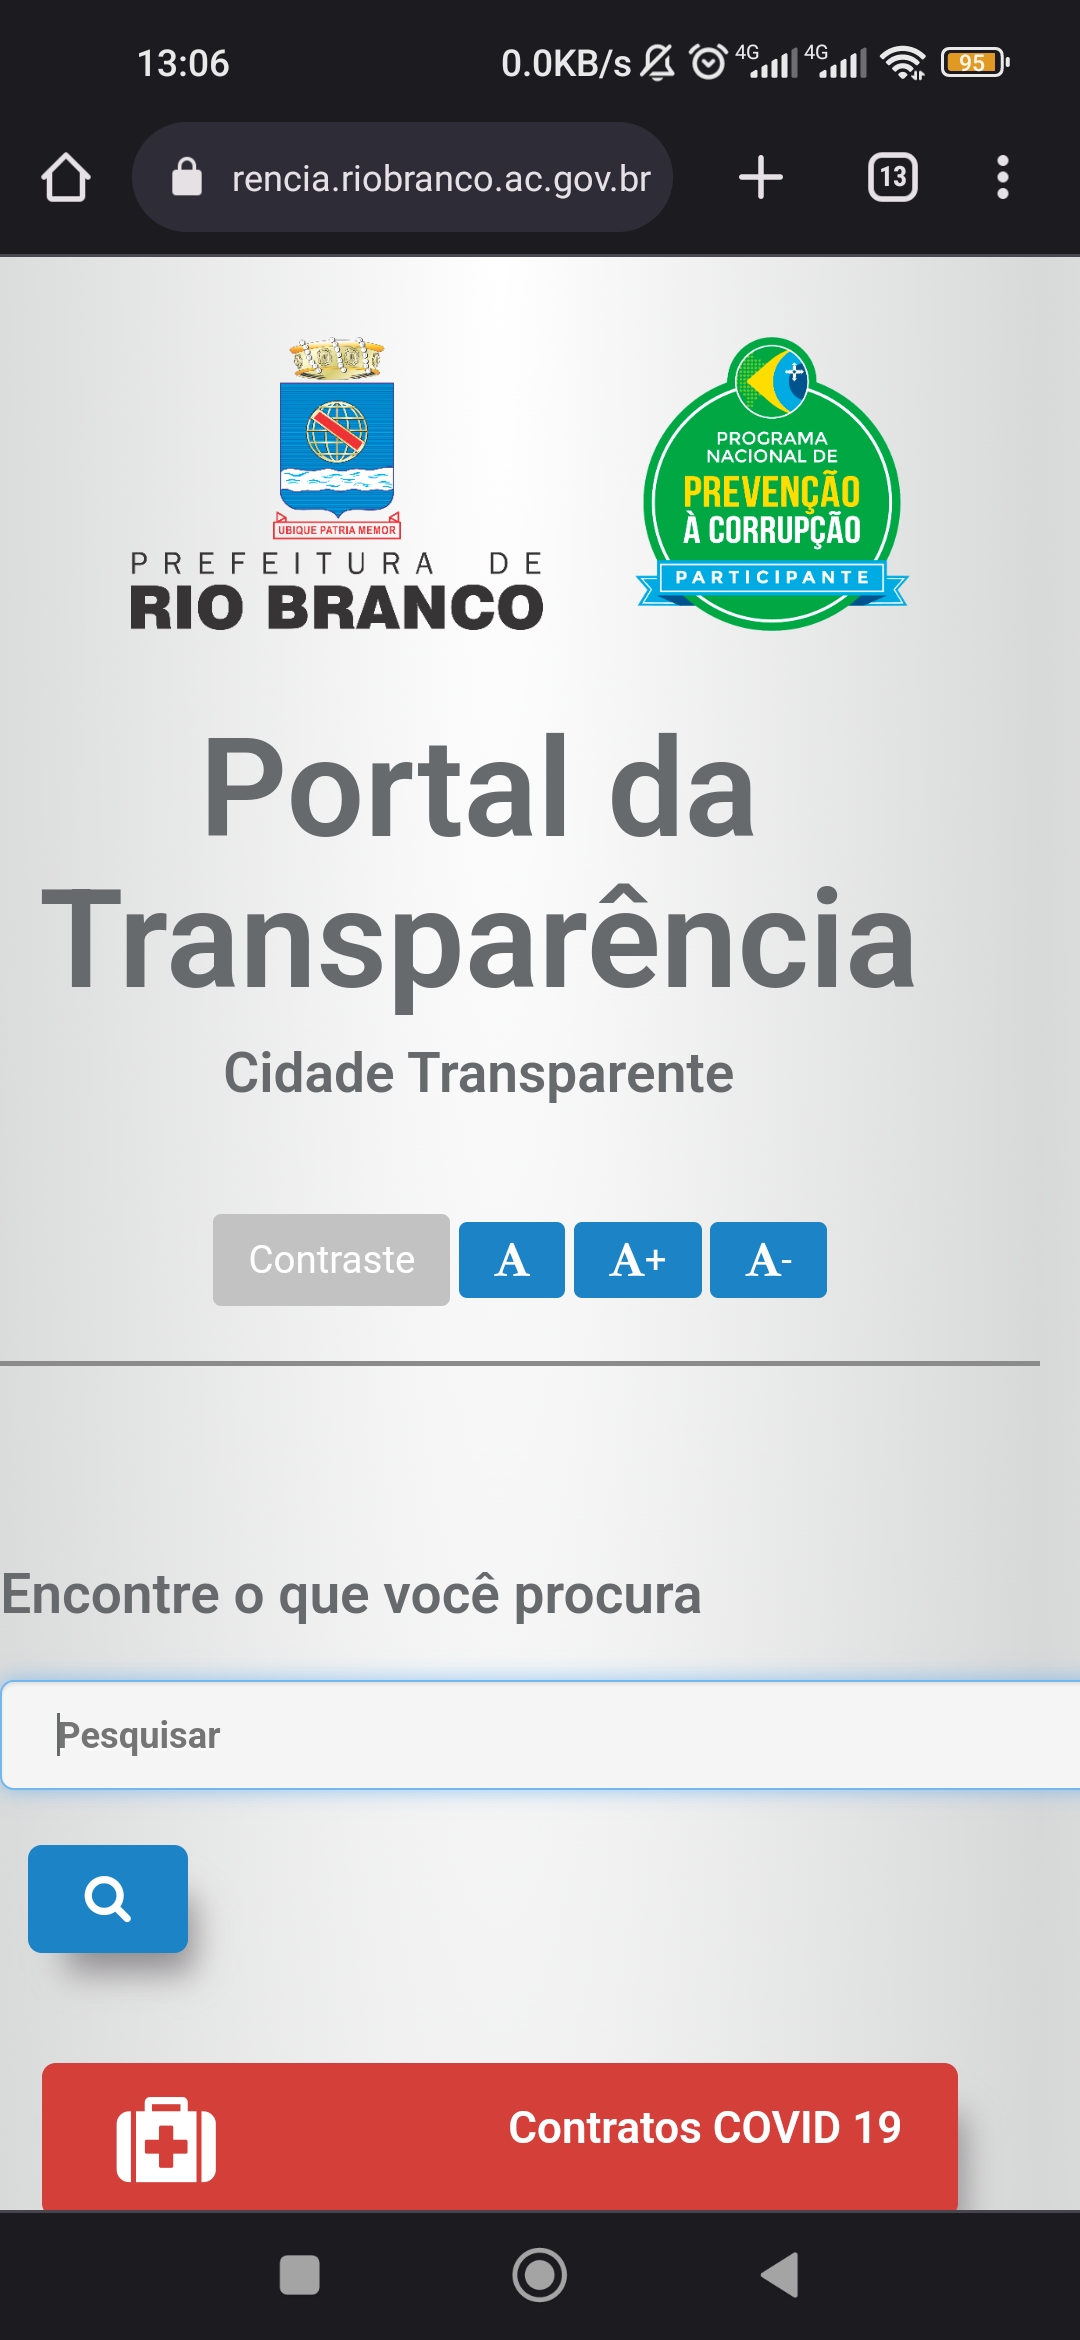 13:06 0.0KB/s 4G 4G 95
rencia.riobranco.ac.gov.br 13
UBIQUE PATRIA MEMOR
PREFEITURA DE
RIO BRANCO
PROGRAMA
NACIONAL DE
PREVENÇÃO
À CORRUPÇÃO
PARTICIPANTE
Portal da
Transparência
Cidade Transparente
Contraste A A+ A-
Encontre o que você procura
Pesquisar
Contratos COVID 19